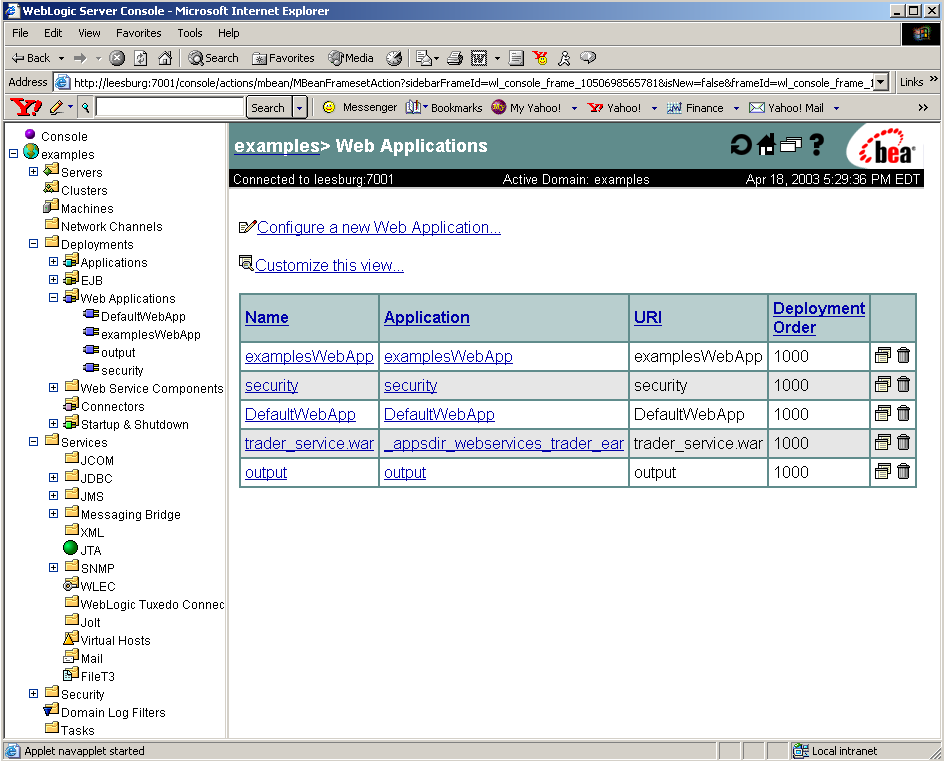 WebLogic Server Console - Microsoft Internet Explorer
File Edit View Favorites Tools Help
Back Search Favorites Media
Address http://leesburg:7001/console/actions/mbean/MBeanFramesetAction?sidebarFrameId=wl_console_frame_1050698565781&isNew=false&frameId=wl_console_frame_1 Links »
Y! Search Messenger Bookmarks My Yahoo! Yahoo! Finance Yahoo! Mail »
Console
examples
Servers
Clusters
Machines
Network Channels
Deployments
Applications
EJB
Web Applications
DefaultWebApp
examplesWebApp
output
security
Web Service Components
Connectors
Startup & Shutdown
Services
JCOM
JDBC
JMS
Messaging Bridge
XML
JTA
SNMP
WLEC
WebLogic Tuxedo Connec
Jolt
Virtual Hosts
Mail
FileT3
Security
Domain Log Filters
Tasks
examples> Web Applications
? bea
Connected to leesburg:7001 Active Domain: examples Apr 18, 2003 5:29:36 PM EDT
Configure a new Web Application...
Customize this view...
Name Application URI Deployment Order
examplesWebApp examplesWebApp examplesWebApp 1000
security security security 1000
DefaultWebApp DefaultWebApp DefaultWebApp 1000
trader_service.war _appsdir_webservices_trader_ear trader_service.war 1000
output output output 1000
Applet navapplet started Local intranet